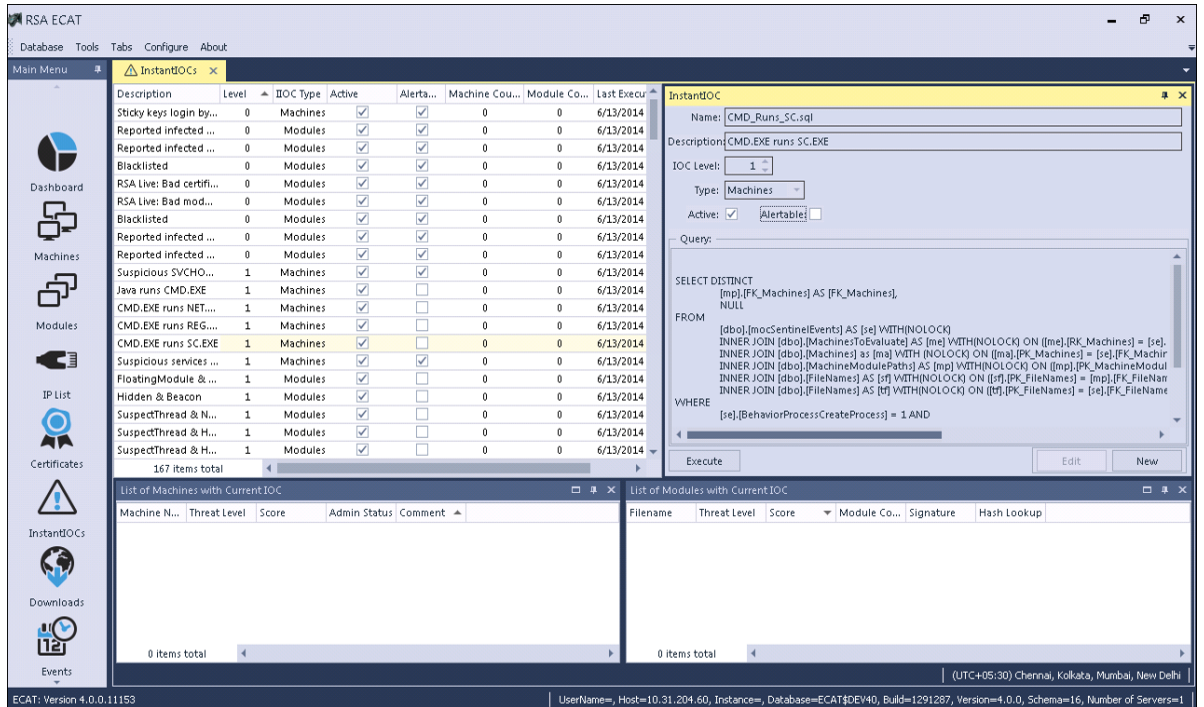 RSA ECAT
Database Tools Tabs Configure About
Main Menu
InstantIOCs
Dashboard
Machines
Modules
IP List
Certificates
InstantIOCs
Downloads
Events
Description Level IIOC Type Active Alerta... Machine Cou... Module Co... Last Execu
Sticky keys login by... 0 Machines 0 0 6/13/2014
Reported infected ... 0 Modules 0 0 6/13/2014
Reported infected ... 0 Modules 0 0 6/13/2014
Blacklisted 0 Modules 0 0 6/13/2014
RSA Live: Bad certifi... 0 Modules 0 0 6/13/2014
RSA Live: Bad mod... 0 Modules 0 0 6/13/2014
Blacklisted 0 Modules 0 0 6/13/2014
Reported infected ... 0 Modules 0 0 6/13/2014
Reported infected ... 0 Modules 0 0 6/13/2014
Suspicious SVCHO... 1 Machines 0 0 6/13/2014
Java runs CMD.EXE 1 Machines 0 0 6/13/2014
CMD.EXE runs NET.... 1 Machines 0 0 6/13/2014
CMD.EXE runs REG.... 1 Machines 0 0 6/13/2014
CMD.EXE runs SC.EXE 1 Machines 0 0 6/13/2014
Suspicious services ... 1 Machines 0 0 6/13/2014
FloatingModule & ... 1 Modules 0 0 6/13/2014
Hidden & Beacon 1 Modules 0 0 6/13/2014
SuspectThread & N... 1 Modules 0 0 6/13/2014
SuspectThread & H... 1 Modules 0 0 6/13/2014
SuspectThread & H... 1 Modules 0 0 6/13/2014
167 items total
InstantIOC
Name: CMD_Runs_SC.sql
Description: CMD.EXE runs SC.EXE
IOC Level: 1
Type: Machines
Active: Alertable:
Query:
SELECT DISTINCT
[mp].[FK_Machines] AS [FK_Machines],
NULL
FROM
[dbo].[mocSentinelEvents] AS [se] WITH(NOLOCK)
INNER JOIN [dbo].[MachinesToEvaluate] AS [me] WITH(NOLOCK) ON ([me].[RK_Machines] = [se].
INNER JOIN [dbo].[Machines] as [ma] WITH (NOLOCK) ON ([ma].[PK_Machines] = [se].[FK_Machir
INNER JOIN [dbo].[MachineModulePaths] AS [mp] WITH(NOLOCK) ON ([mp].[PK_MachineModul
INNER JOIN [dbo].[FileNames] AS [sf] WITH(NOLOCK) ON ([sf].[PK_FileNames] = [mp].[FK_FileNam
INNER JOIN [dbo].[FileNames] AS [tf] WITH(NOLOCK) ON ([tf].[PK_FileNames] = [se].[FK_FileName
WHERE
[se].[BehaviorProcessCreateProcess] = 1 AND
Execute Edit New
List of Machines with Current IOC
Machine N... Threat Level Score Admin Status Comment
0 items total
List of Modules with Current IOC
Filename Threat Level Score Module Co... Signature Hash Lookup
0 items total
(UTC+05:30) Chennai, Kolkata, Mumbai, New Delhi
ECAT: Version 4.0.0.11153
UserName=, Host=10.31.204.60, Instance=, Database=ECAT$DEV40, Build=1291287, Version=4.0.0, Schema=16, Number of Servers=1